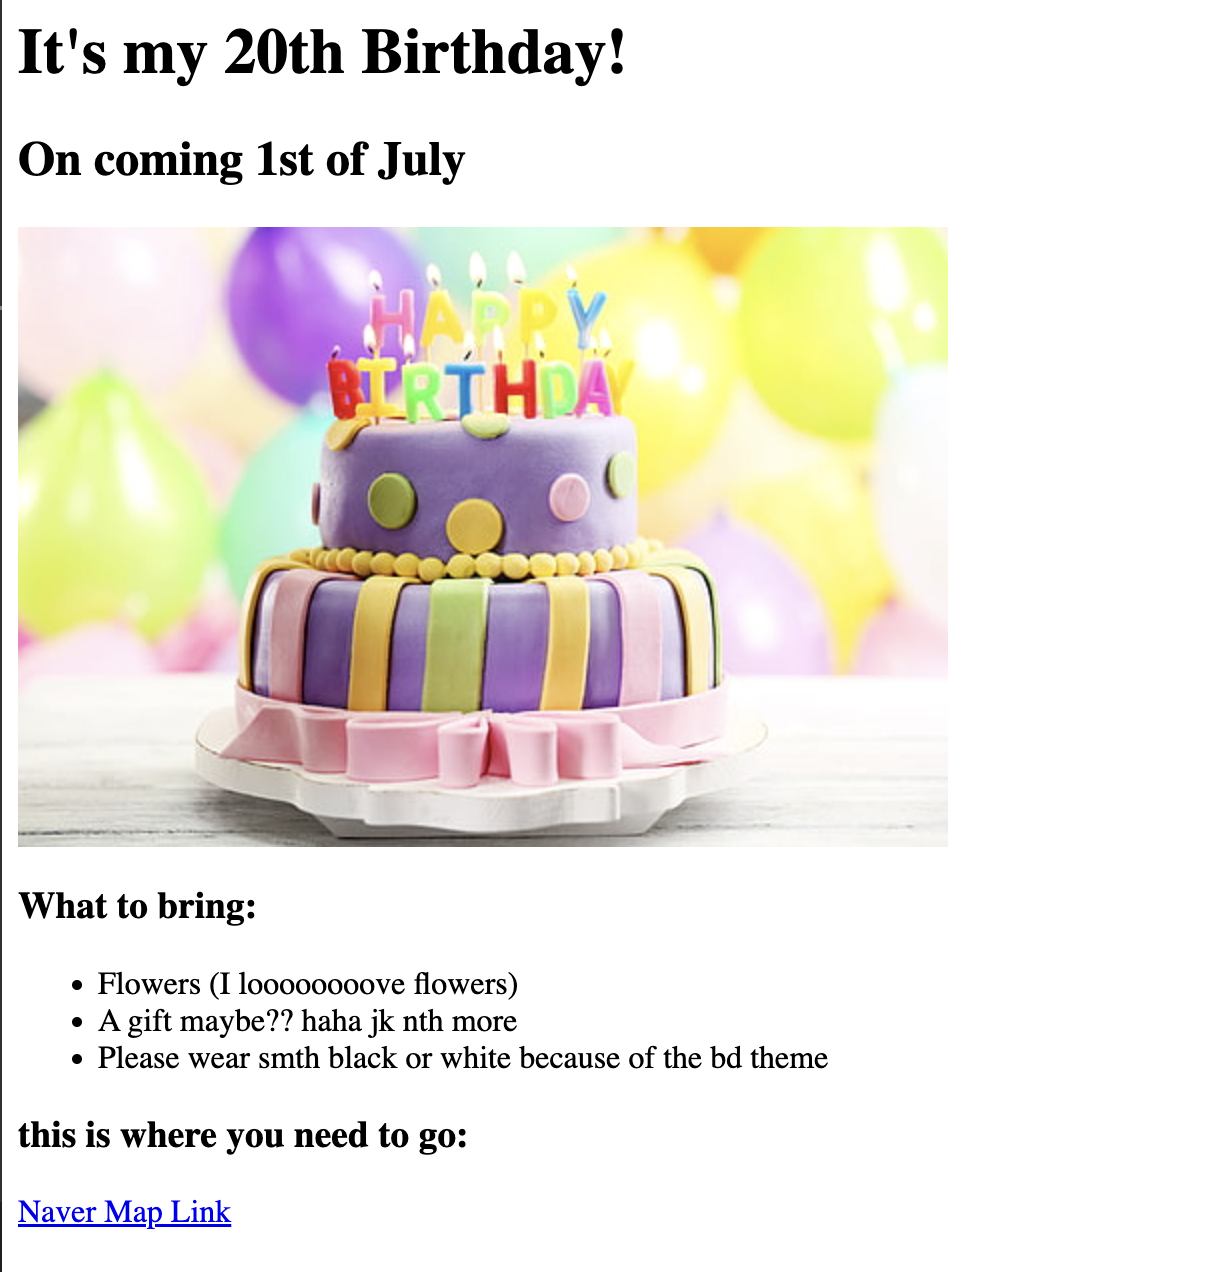 It's my 20th Birthday!
On coming 1st of July
HAPPY
BIRTHDAY
What to bring:
Flowers (I loooooooove flowers)
A gift maybe?? haha jk nth more
Please wear smth black or white because of the bd theme
this is where you need to go:
Naver Map Link